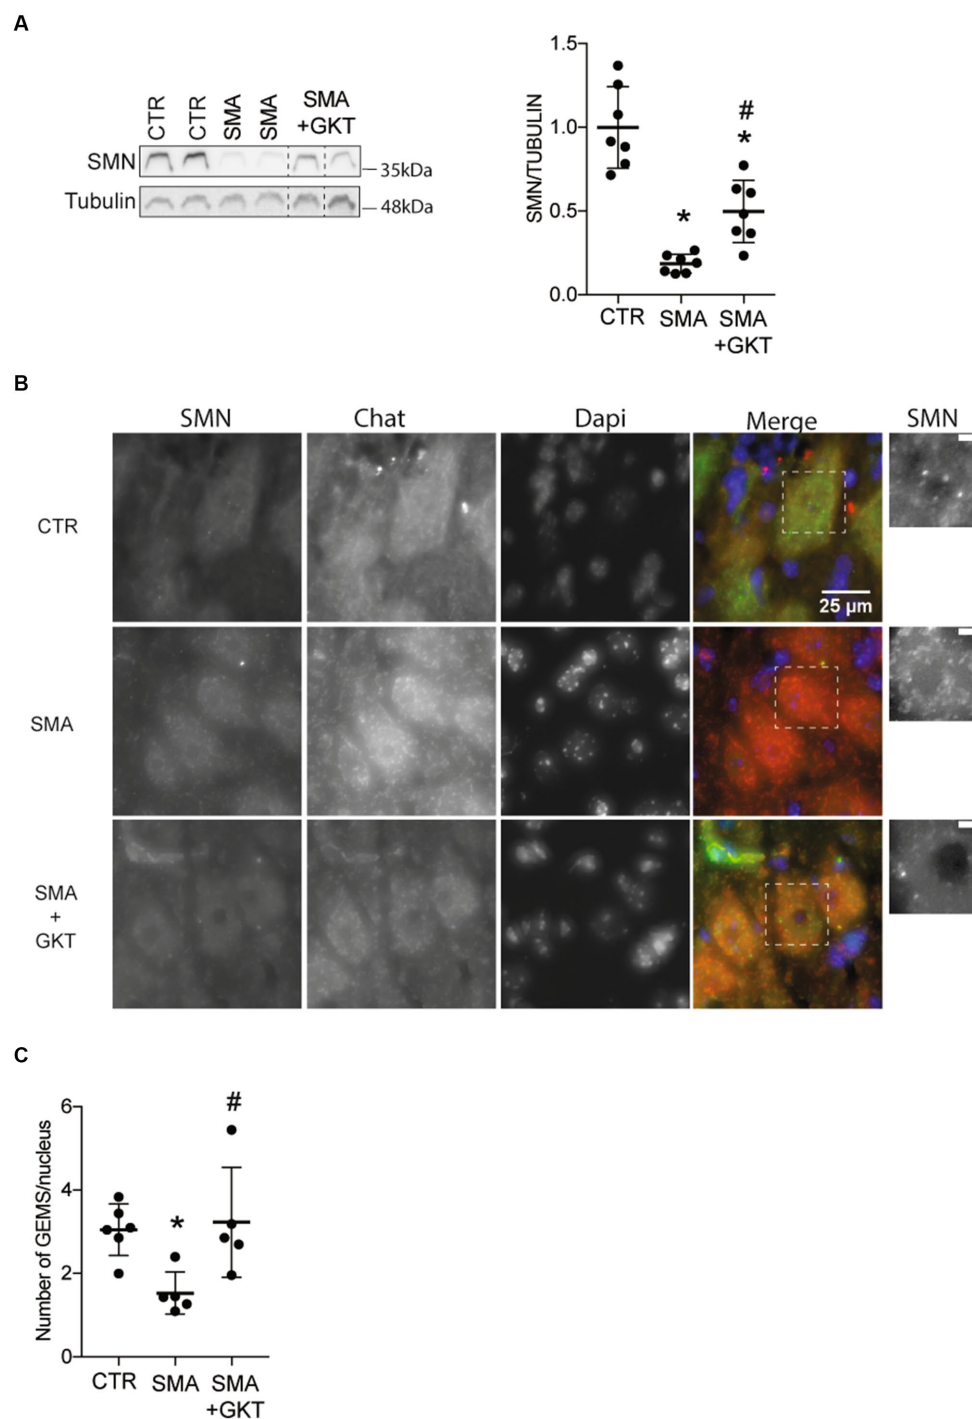 A
CTR
CTR
SMA
SMA
SMA
+GKT
SMN
35kDa
Tubulin
48kDa
SMN/TUBULIN
1.5
1.0
0.5
0.0
*
#
*
CTR
SMA
SMA
+GKT
B
SMN
Chat
Dapi
Merge
SMN
CTR
25 µm
SMA
SMA
+
GKT
C
Number of GEMS/nucleus
6
4
2
0
*
#
CTR
SMA
SMA
+GKT